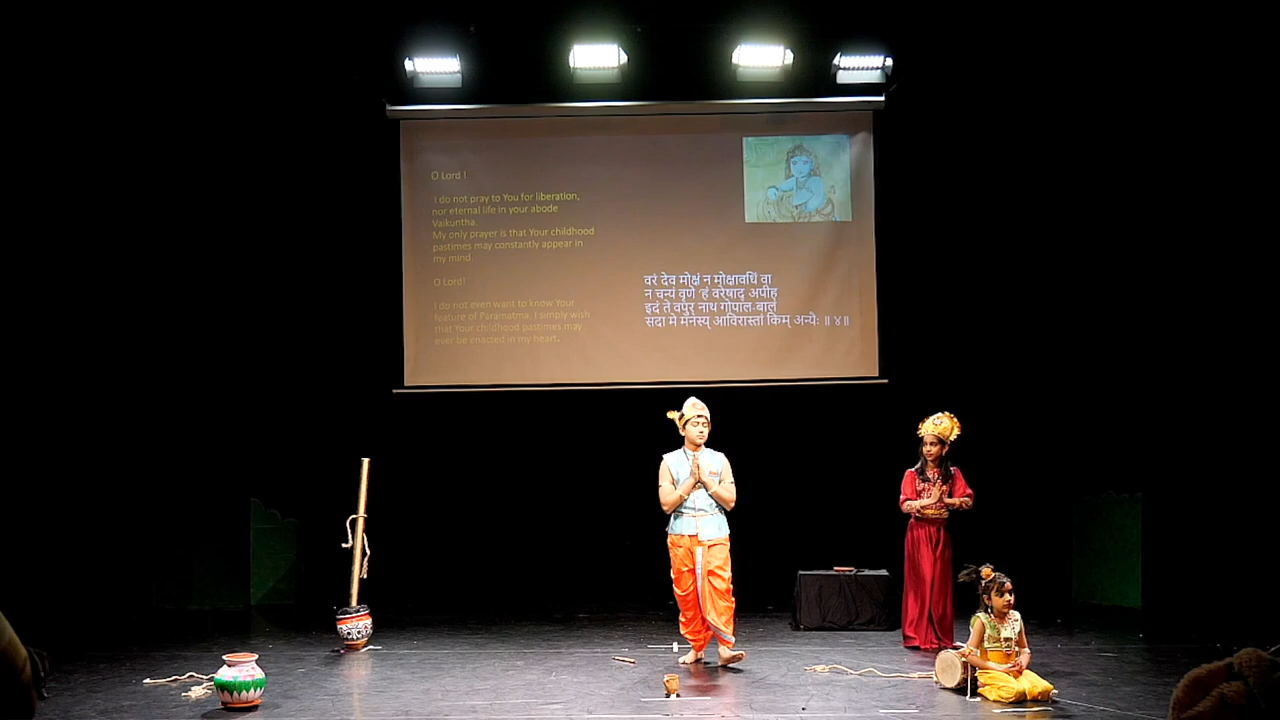 O Lord !
I do not pray to You for liberation,
nor eternal life in your abode
Vaikuntha.
My only prayer is that Your childhood
pastimes may constantly appear in
my mind.
O Lord!
I do not even want to know Your
feature of Paramatma. I simply wish
that Your childhood pastimes may
ever be enacted in my heart.
वरं देव मोक्षं न मोक्षावधिं वा
न चन्यं वृणे ‘हं वरेषाद् अपीह
इदं ते वपुर् नाथ गोपाल-बालं
सदा मे मनस्य् आविरास्तां किम् अन्यैः ॥ ४॥